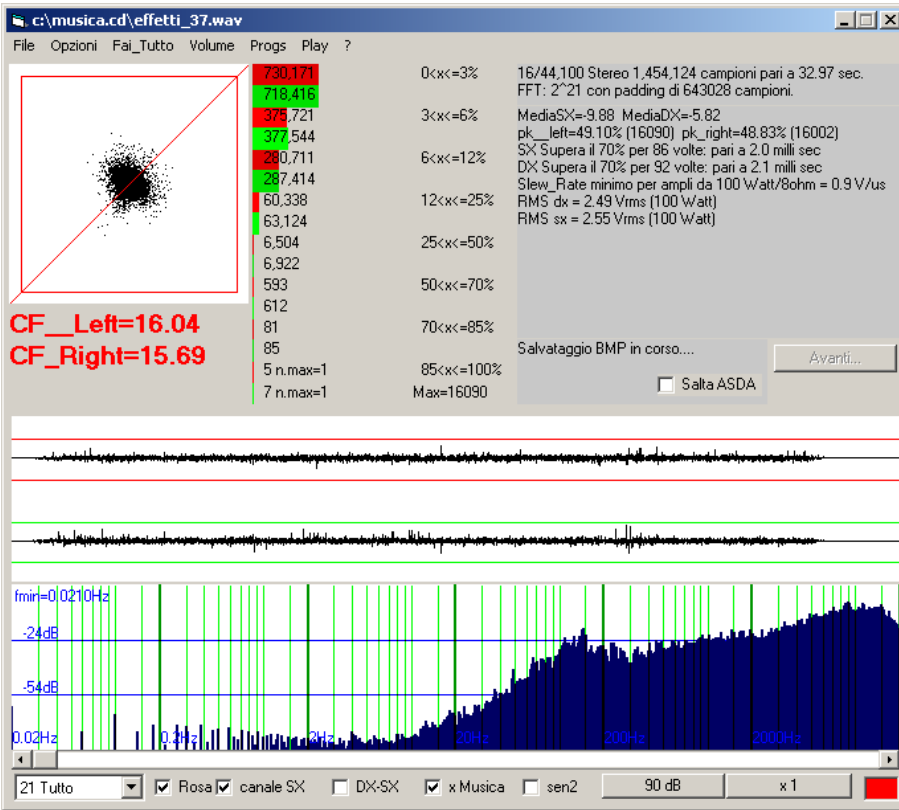 c:\musica.cd\effetti_37.wav
File Opzioni Fai_Tutto Volume Progs Play ?
730,171 0<x<=3%
718,416
375,721 3<x<=6%
377,544
280,711 6<x<=12%
287,414
60,338 12<x<=25%
63,124
6,504 25<x<=50%
6,922
593 50<x<=70%
612
81 70<x<=85%
85
5 n.max=1 85<x<=100%
7 n.max=1 Max=16090
16/44,100 Stereo 1,454,124 campioni pari a 32.97 sec.
FFT: 2^21 con padding di 643028 campioni.
MediaSX=-9.88 MediaDX=-5.82
pk__left=49.10% (16090) pk_right=48.83% (16002)
SX Supera il 70% per 86 volte: pari a 2.0 milli sec
DX Supera il 70% per 92 volte: pari a 2.1 milli sec
Slew_Rate minimo per ampli da 100 Watt/8ohm = 0.9 V/us
RMS dx = 2.49 Vrms (100 Watt)
RMS sx = 2.55 Vrms (100 Watt)
CF__Left=16.04
CF_Right=15.69
Salvataggio BMP in corso....
Avanti...
Salta ASDA
fmin=0.0210Hz
-24dB
-54dB
0.02Hz 0.2Hz 2Hz 20Hz 200Hz 2000Hz
21 Tutto Rosa canale SX DX-SX x Musica sen2 90 dB x 1